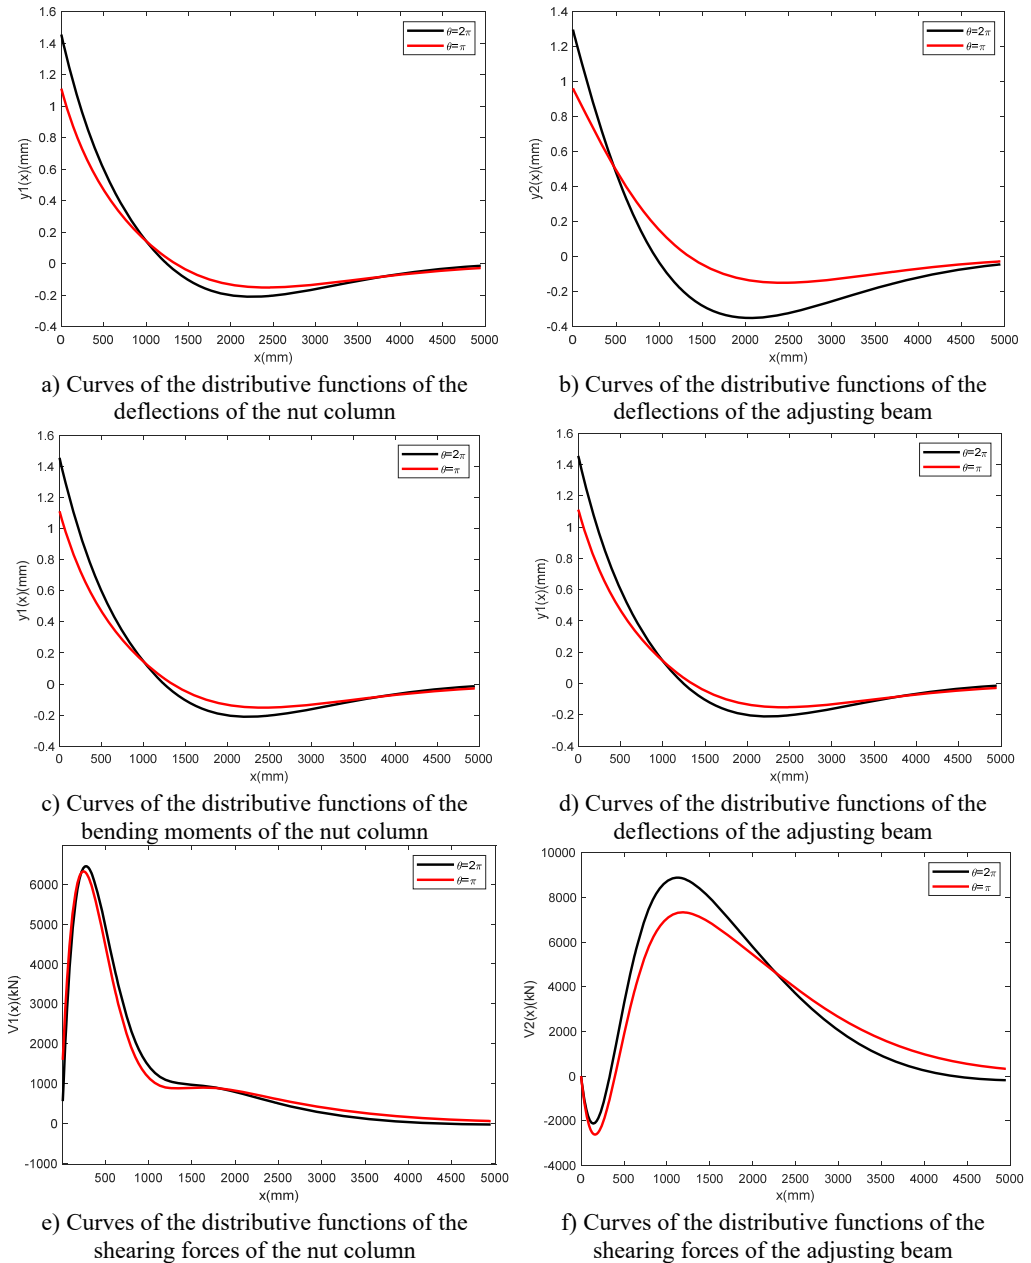 1.6
1.4
1.2
1
0.8
0.6
0.4
0.2
0
-0.2
-0.4
y1(x)(mm)
0 500 1000 1500 2000 2500 3000 3500 4000 4500 5000
x(mm)
θ=2π
θ=π
a) Curves of the distributive functions of the
deflections of the nut column
1.4
1.2
1
0.8
0.6
0.4
0.2
0
-0.2
-0.4
y2(x)(mm)
0 500 1000 1500 2000 2500 3000 3500 4000 4500 5000
x(mm)
θ=2π
θ=π
b) Curves of the distributive functions of the
deflections of the adjusting beam
1.6
1.4
1.2
1
0.8
0.6
0.4
0.2
0
-0.2
-0.4
y1(x)(mm)
0 500 1000 1500 2000 2500 3000 3500 4000 4500 5000
x(mm)
θ=2π
θ=π
c) Curves of the distributive functions of the
bending moments of the nut column
1.6
1.4
1.2
1
0.8
0.6
0.4
0.2
0
-0.2
-0.4
y1(x)(mm)
0 500 1000 1500 2000 2500 3000 3500 4000 4500 5000
x(mm)
θ=2π
θ=π
d) Curves of the distributive functions of the
deflections of the adjusting beam
6000
5000
4000
3000
2000
1000
0
-1000
V1(x)(kN)
500 1000 1500 2000 2500 3000 3500 4000 4500 5000
x(mm)
θ=2π
θ=π
e) Curves of the distributive functions of the
shearing forces of the nut column
10000
8000
6000
4000
2000
0
-2000
-4000
V2(x)(kN)
0 500 1000 1500 2000 2500 3000 3500 4000 4500 5000
x(mm)
θ=2π
θ=π
f) Curves of the distributive functions of the
shearing forces of the adjusting beam